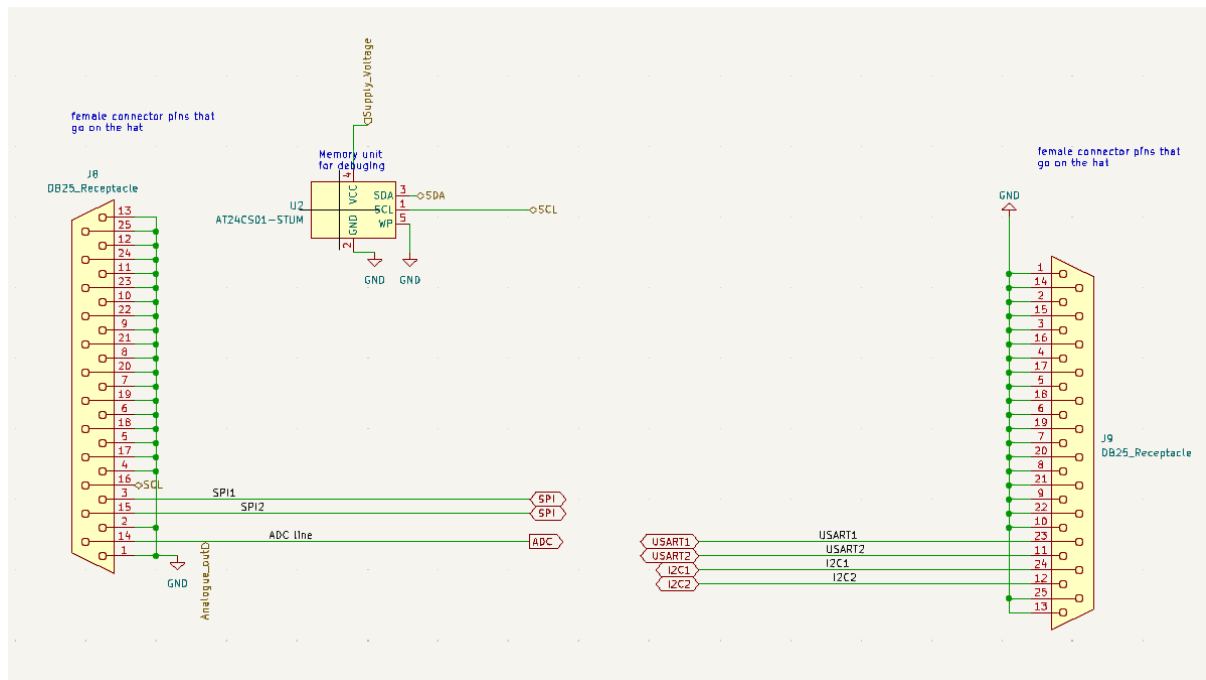 Supply_Voltage
female connector pins that
go on the hat
Memory unit
for debuging
J8
DB25_Receptacle
U2
AT24CS01-STUM
4
VCC
GND
2
SDA
3
SDA
SCL
1
SCL
WP
5
GND
GND
13
25
12
24
11
23
10
22
9
21
8
20
7
19
6
18
5
17
4
16
SCL
3
SPI1
SPI
15
SPI2
SPI
2
14
ADC line
ADC
1
GND
Analogue_out
female connector pins that
go on the hat
GND
1
14
2
15
3
16
4
17
5
18
6
19
7
20
8
21
9
22
10
23
11
24
12
25
13
J9
DB25_Receptacle
USART1
USART1
USART2
USART2
I2C1
I2C1
I2C2
I2C2